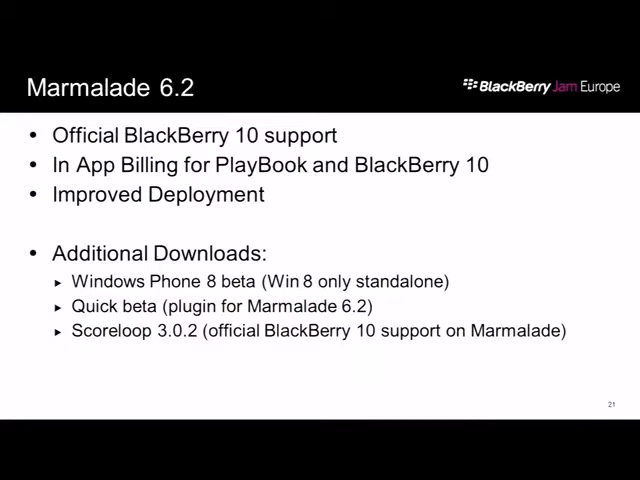 Marmalade 6.2
BlackBerry Jam Europe
• Official BlackBerry 10 support
• In App Billing for PlayBook and BlackBerry 10
• Improved Deployment
• Additional Downloads:
▸ Windows Phone 8 beta (Win 8 only standalone)
▸ Quick beta (plugin for Marmalade 6.2)
▸ Scoreloop 3.0.2 (official BlackBerry 10 support on Marmalade)
21